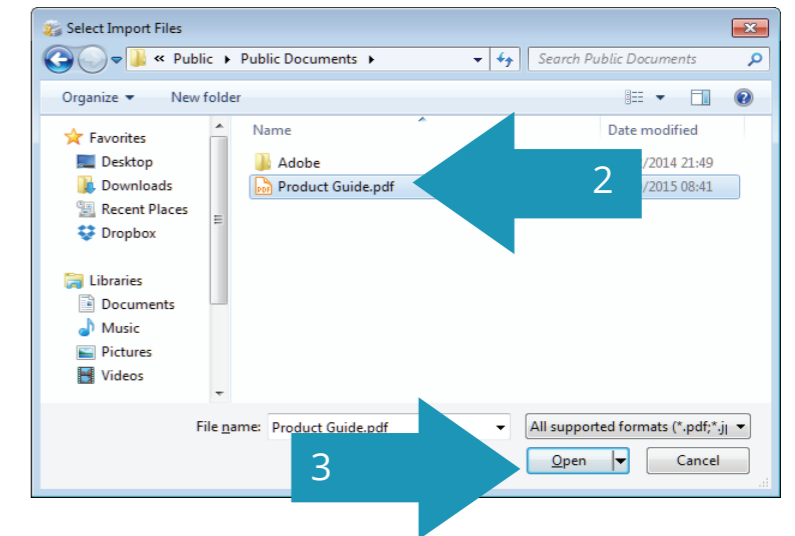 Select Import Files
« Public Public Documents Search Public Documents
Organize New folder
Name Date modified
Favorites
Desktop
Downloads
Recent Places
Dropbox
Adobe /2014 21:49
PDF Product Guide.pdf /2015 08:41
2
Libraries
Documents
Music
Pictures
Videos
File name: Product Guide.pdf All supported formats (*.pdf;*.j
3
Open Cancel